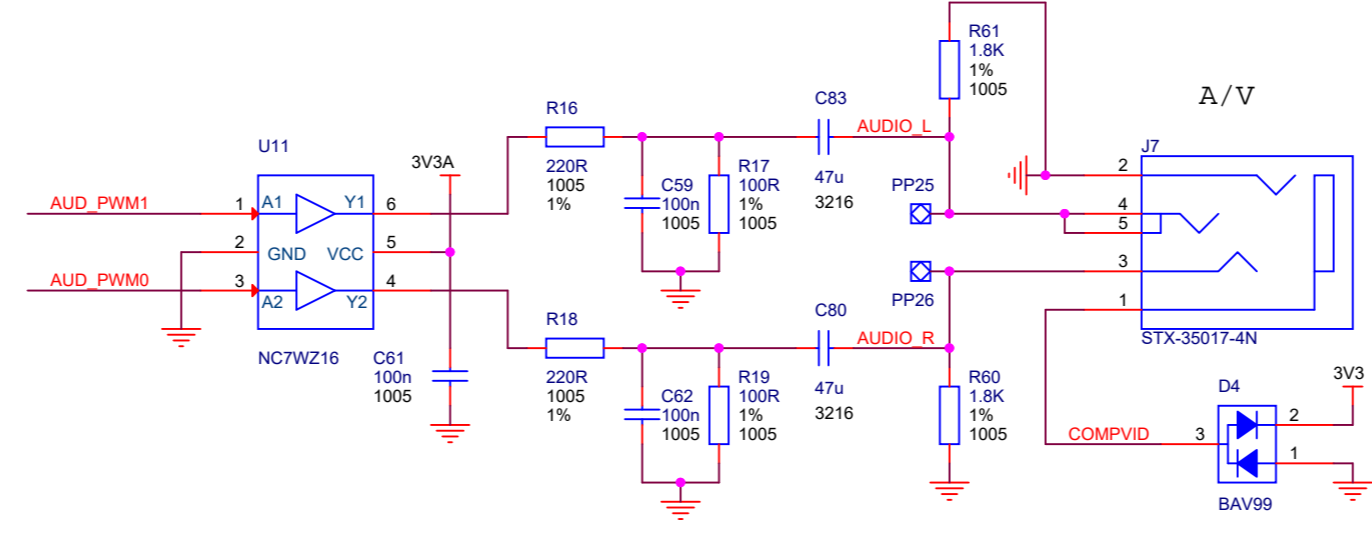 R61
1.8K
1%
1005
A/V
C83
AUDIO_L
47u
3216
R16
220R
1005
1%
U11
3V3A
AUD_PWM1
1
A1
Y1
6
2
GND
VCC
5
AUD_PWM0
3
A2
Y2
4
NC7WZ16
C61
100n
1005
C59
100n
1005
R17
100R
1%
1005
PP25
PP26
J7
2
4
5
3
1
STX-35017-4N
R18
220R
1005
1%
C62
100n
1005
R19
100R
1%
1005
C80
AUDIO_R
47u
3216
R60
1.8K
1%
1005
COMPVID
3
D4
2
1
3V3
BAV99